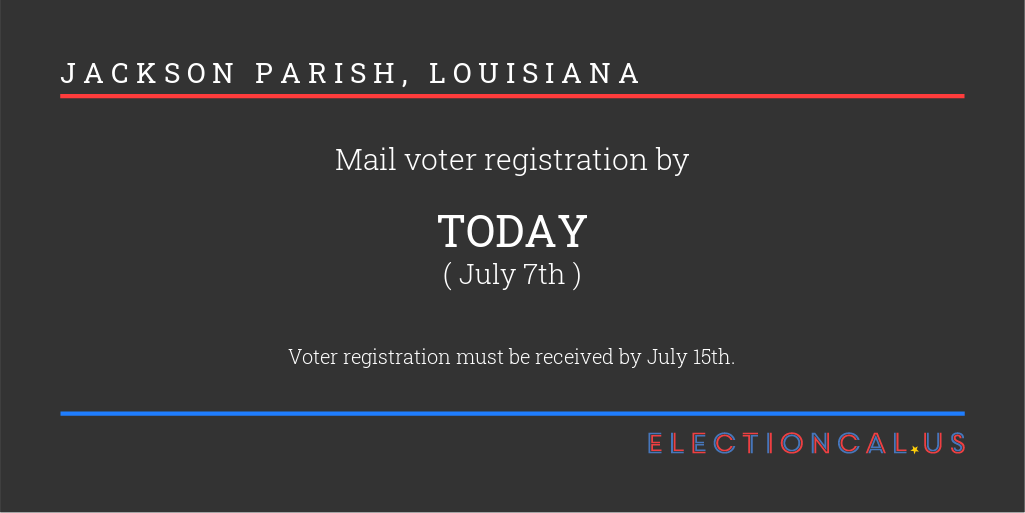 JACKSON PARISH, LOUISIANA
Mail voter registration by
TODAY
( July 7th )
Voter registration must be received by July 15th.
ELECTIONCAL.US